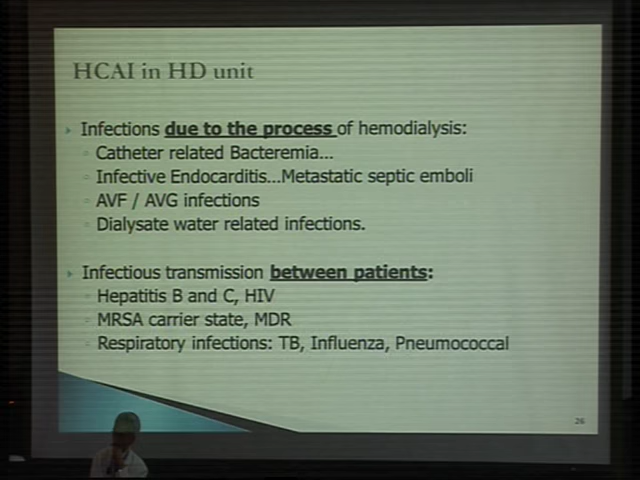 HCAI in HD unit
Infections due to the process of hemodialysis:
Catheter related Bacteremia...
Infective Endocarditis...Metastatic septic emboli
AVF / AVG infections
Dialysate water related infections.
Infectious transmission between patients:
Hepatitis B and C, HIV
MRSA carrier state, MDR
Respiratory infections: TB, Influenza, Pneumococcal
26